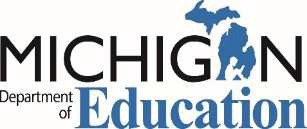 MICHIGAN
Department
of Education